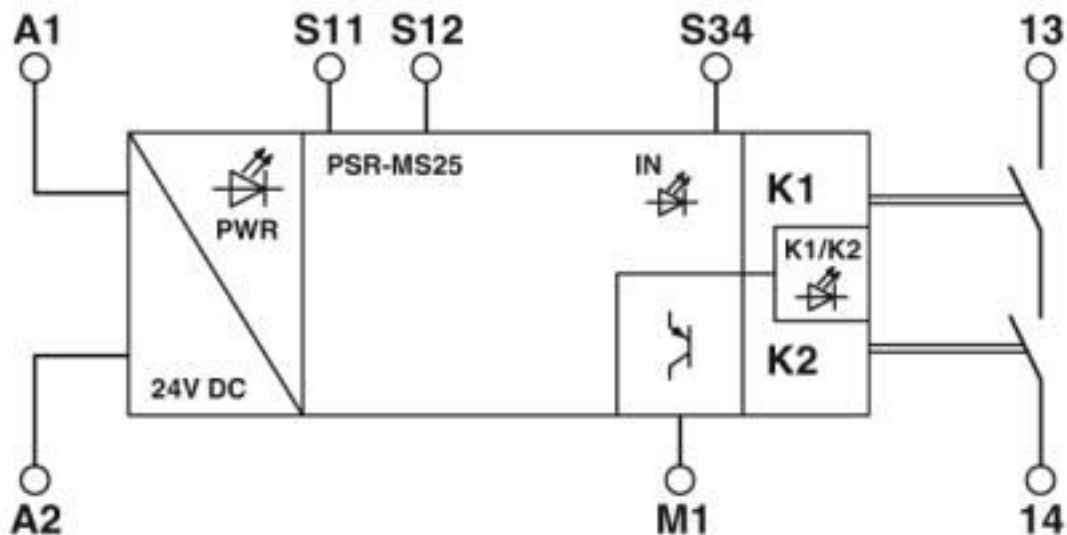 A1 S11 S12 S34 13
PSR-MS25 IN
K1
PWR
K1/K2
K2
24V DC
A2 M1 14